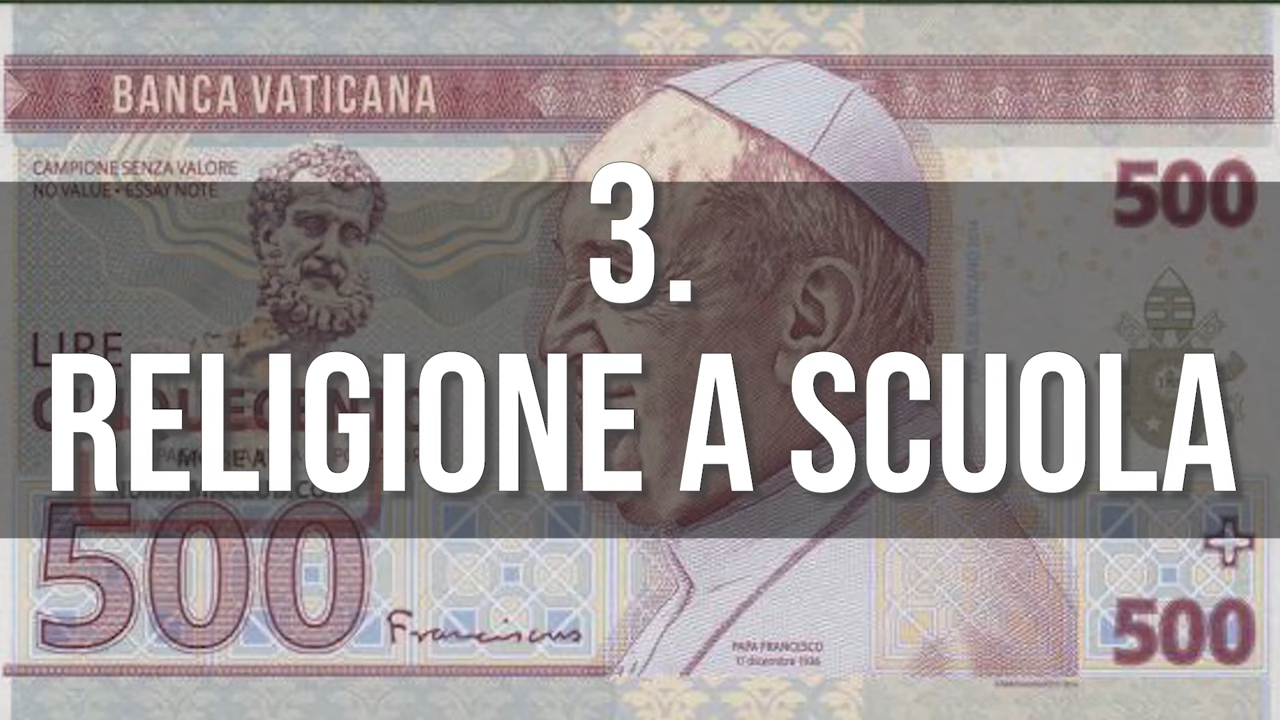 BANCA VATICANA
CAMPIONE SENZA VALORE
NO VALUE • ESSAY NOTE
500
3.
LIRE
RELIGIONE A SCUOLA
500
Franciscus
PAPA FRANCESCO
17 dicembre 1936
500